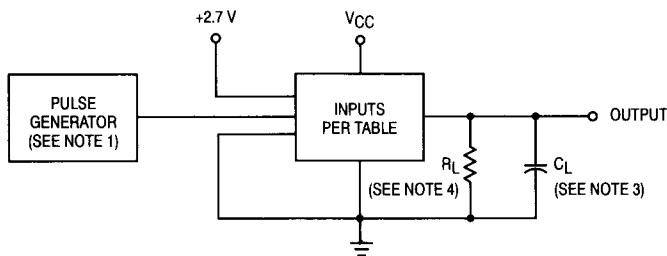 +2.7 V
VCC
PULSE
GENERATOR
(SEE NOTE 1)
INPUTS
PER TABLE
OUTPUT
RL
(SEE NOTE 4)
CL
(SEE NOTE 3)